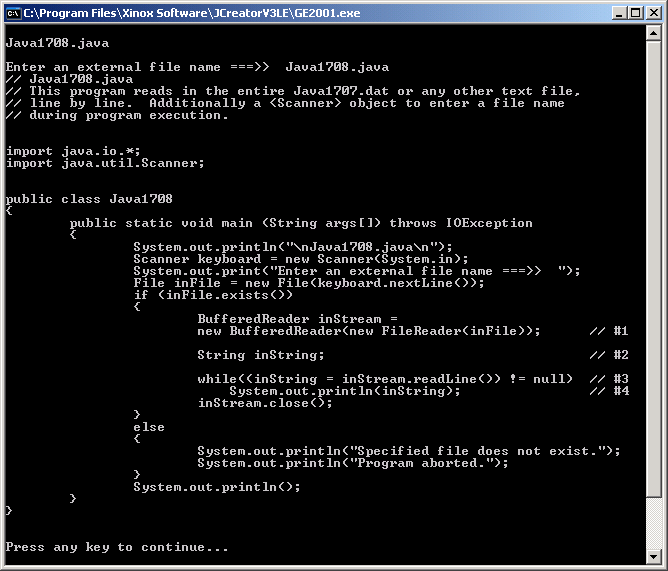 C:\Program Files\Xinox Software\JCreatorV3LE\GE2001.exe
Java1708.java
Enter an external file name ===>>  Java1708.java
// Java1708.java
// This program reads in the entire Java1707.dat or any other text file,
// line by line.  Additionally a <Scanner> object to enter a file name
// during program execution.
import java.io.*;
import java.util.Scanner;
public class Java1708
{
        public static void main (String args[]) throws IOException
        {
                System.out.println("\nJava1708.java\n");
                Scanner keyboard = new Scanner(System.in);
                System.out.print("Enter an external file name ===>>  ");
                File inFile = new File(keyboard.nextLine());
                if (inFile.exists())
                {
                        BufferedReader inStream =
                        new BufferedReader(new FileReader(inFile));      // #1
                        String inString;                                 // #2
                        while((inString = inStream.readLine()) != null)  // #3
                            System.out.println(inString);                // #4
                        inStream.close();
                }
                else
                {
                        System.out.println("Specified file does not exist.");
                        System.out.println("Program aborted.");
                }
                System.out.println();
        }
}
Press any key to continue...